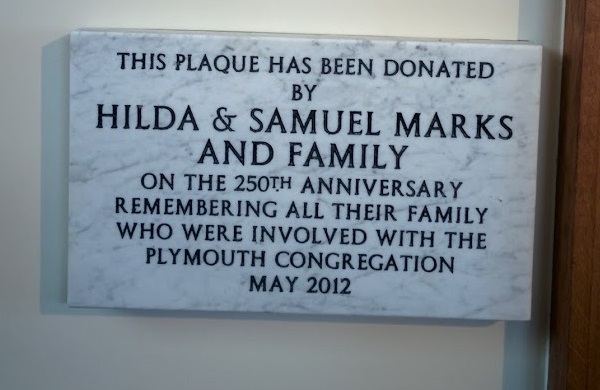 THIS PLAQUE HAS BEEN DONATED
BY
HILDA & SAMUEL MARKS
AND FAMILY
ON THE 250TH ANNIVERSARY
REMEMBERING ALL THEIR FAMILY
WHO WERE INVOLVED WITH THE
PLYMOUTH CONGREGATION
MAY 2012